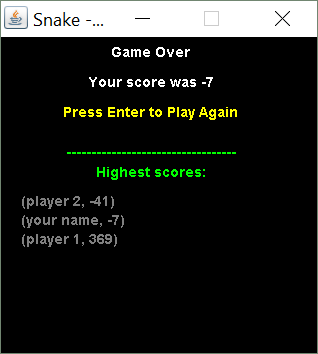 Snake -...
Game Over
Your score was -7
Press Enter to Play Again
----------------------------------
Highest scores:
(player 2, -41)
(your name, -7)
(player 1, 369)